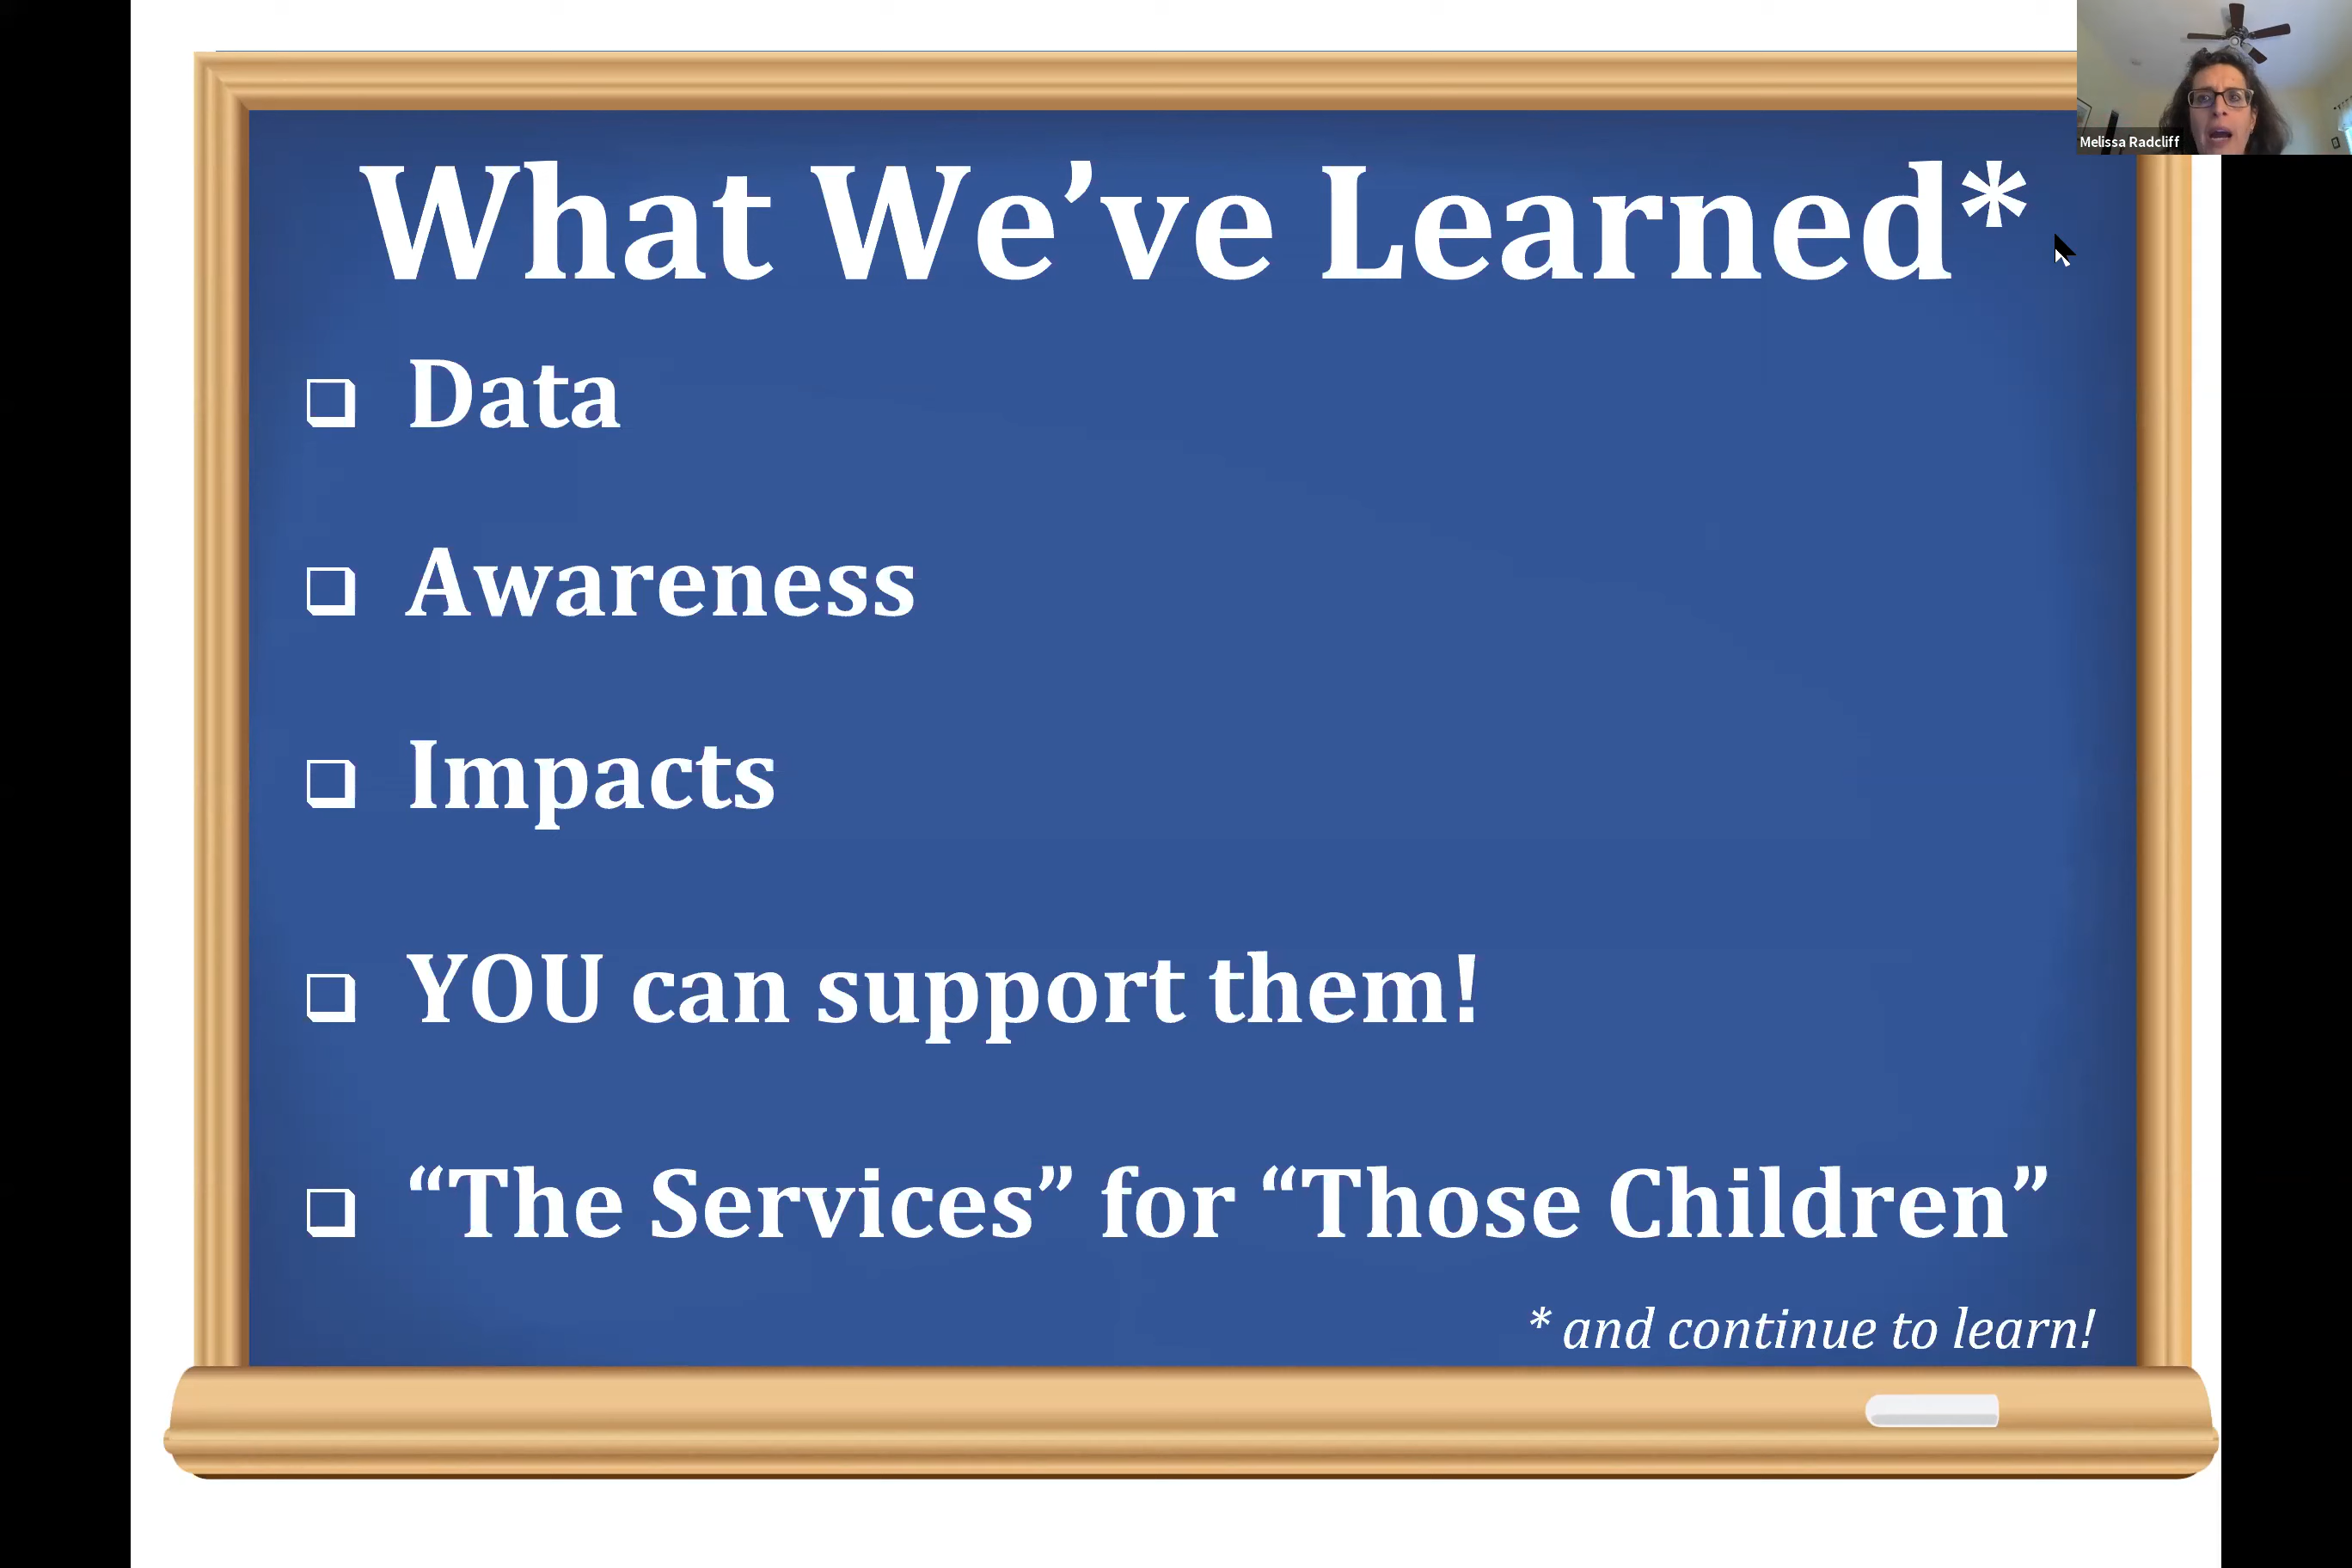 What We’ve Learned*
Melissa Radcliff
Data
Awareness
Impacts
YOU can support them!
“The Services” for “Those Children”
* and continue to learn!